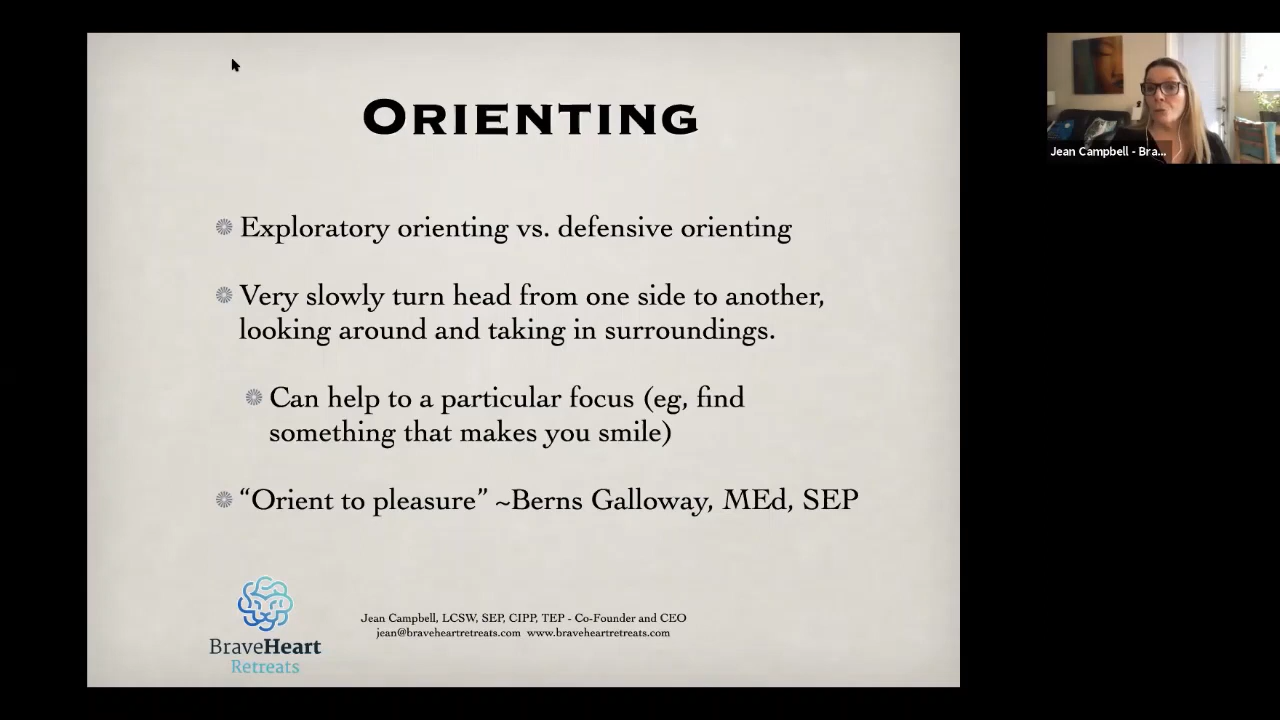 ORIENTING
Exploratory orienting vs. defensive orienting
Very slowly turn head from one side to another,
looking around and taking in surroundings.
Can help to a particular focus (eg, find
something that makes you smile)
“Orient to pleasure” ~Berns Galloway, MEd, SEP
BraveHeart
Retreats
Jean Campbell, LCSW, SEP, CIPP, TEP - Co-Founder and CEO
jean@braveheartretreats.com www.braveheartretreats.com
Jean Campbell - Bra...